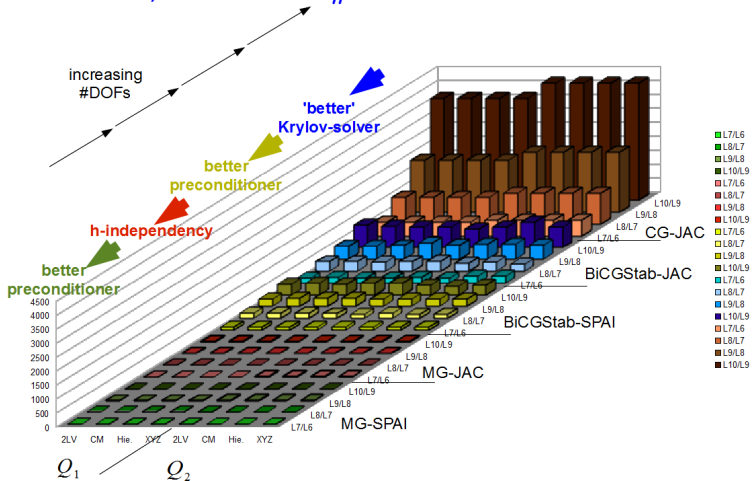 increasing
#DOFs
'better'
Krylov-solver
better
preconditioner
h-independency
better
preconditioner
4500
4000
3500
3000
2500
2000
1500
1000
500
0
2LV CM Hie. XYZ 2LV CM Hie. XYZ
Q1 Q2
L10/L9
L9/L8
L8/L7
L7/L6
CG-JAC
L10/L9
L9/L8
L8/L7
L7/L6
BiCGStab-JAC
L10/L9
L9/L8
L8/L7
L7/L6
BiCGStab-SPAI
L10/L9
L9/L8
L8/L7
L7/L6
MG-JAC
L10/L9
L9/L8
L8/L7
L7/L6
MG-SPAI
L7/L6
L8/L7
L9/L8
L10/L9
L7/L6
L8/L7
L9/L8
L10/L9
L7/L6
L8/L7
L9/L8
L10/L9
L7/L6
L8/L7
L9/L8
L10/L9
L7/L6
L8/L7
L9/L8
L10/L9